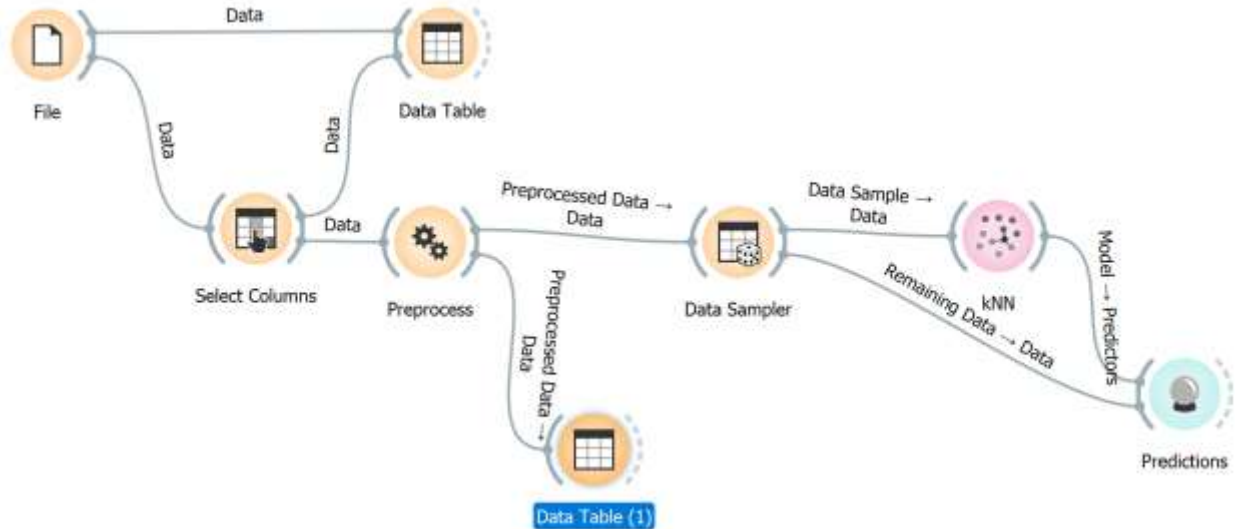 Data
File
Data Table
Data
Data
Select Columns
Data
Preprocess
Preprocessed Data →
Data
Preprocessed Data →
Data
Data Table (1)
Data Sampler
Data Sample →
Data
kNN
Remaining Data → Data
Model → Predictors
Predictions